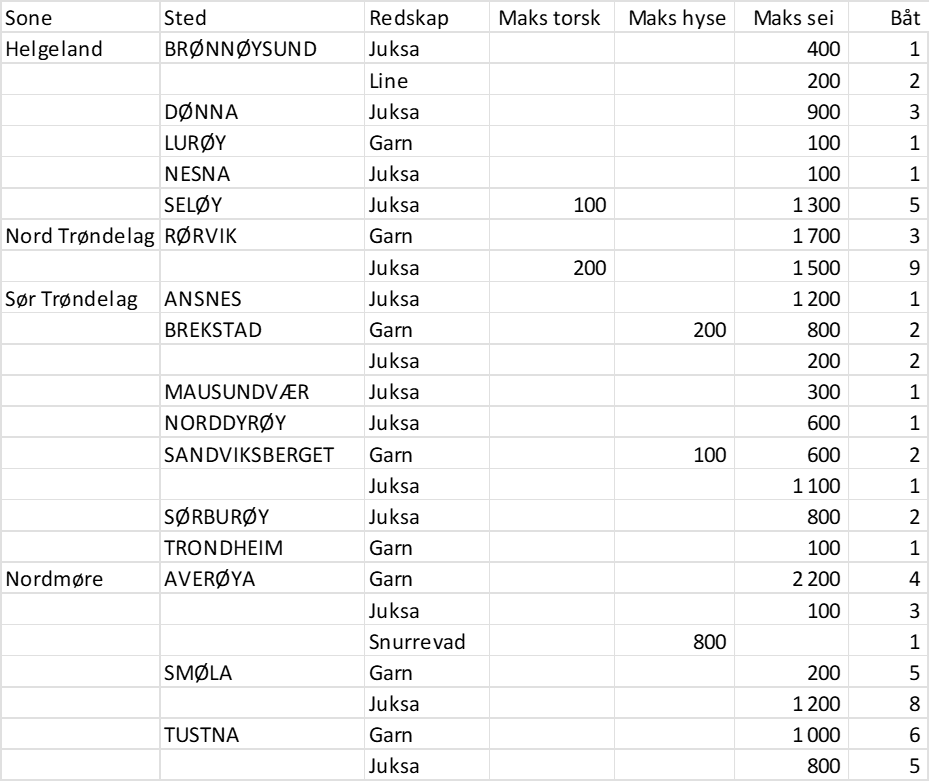 Sone Sted Redskap Maks torsk Maks hyse Maks sei Båt
Helgeland BRØNNØYSUND Juksa 400 1
Line 200 2
DØNNA Juksa 900 3
LURØY Garn 100 1
NESNA Juksa 100 1
SELØY Juksa 100 1 300 5
Nord Trøndelag RØRVIK Garn 1 700 3
Juksa 200 1 500 9
Sør Trøndelag ANSNES Juksa 1 200 1
BREKSTAD Garn 200 800 2
Juksa 200 2
MAUSUNDVÆR Juksa 300 1
NORDDYRØY Juksa 600 1
SANDVIKSBERGET Garn 100 600 2
Juksa 1 100 1
SØRBURØY Juksa 800 2
TRONDHEIM Garn 100 1
Nordmøre AVERØYA Garn 2 200 4
Juksa 100 3
Snurrevad 800 1
SMØLA Garn 200 5
Juksa 1 200 8
TUSTNA Garn 1 000 6
Juksa 800 5